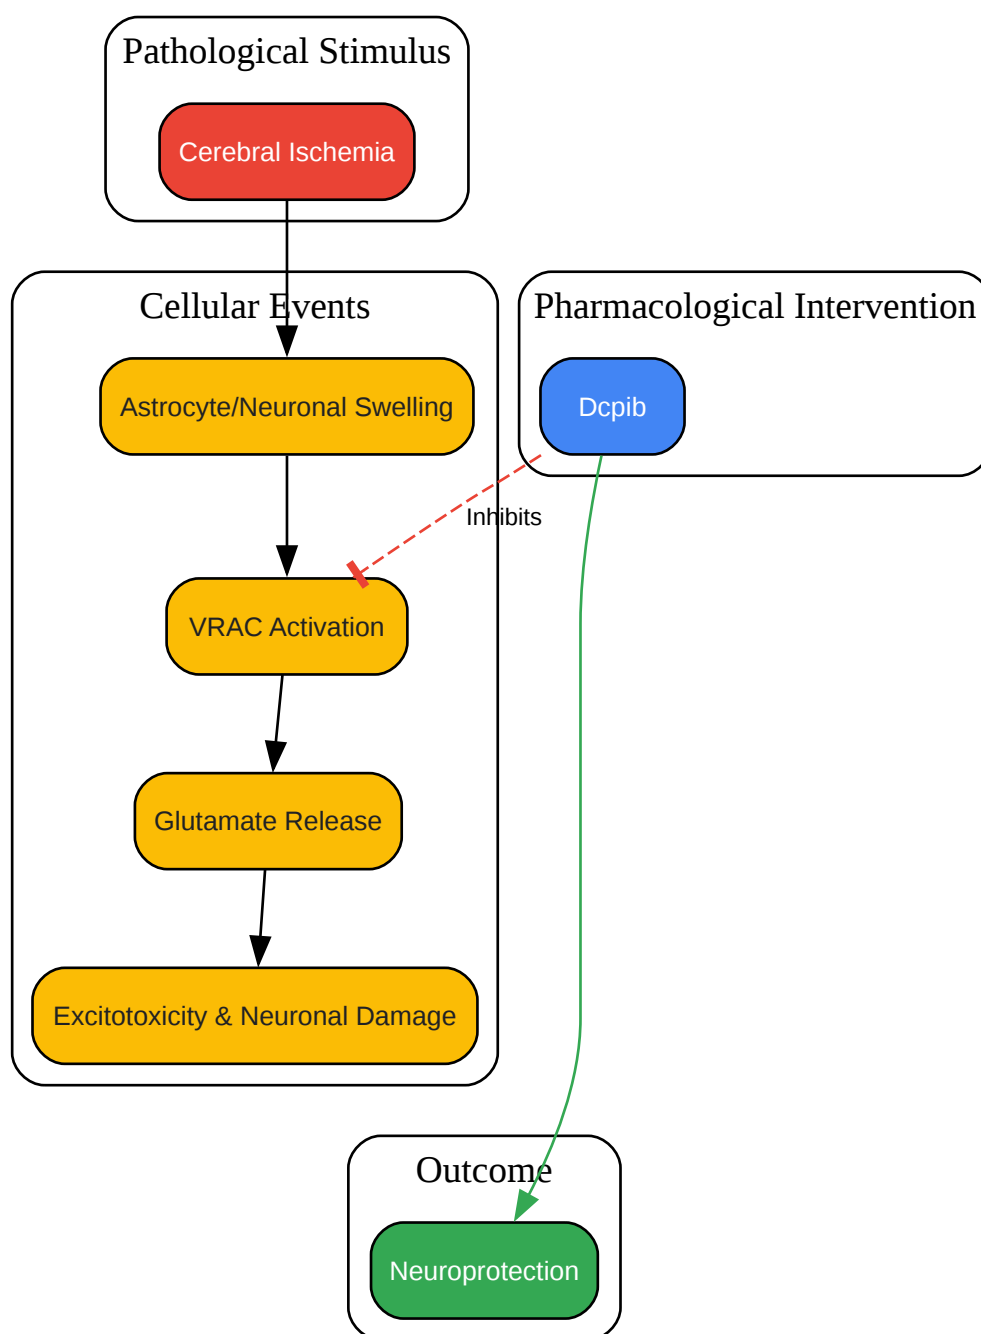 Pathological Stimulus
Cerebral Ischemia
Cellular Events
Pharmacological Intervention
Astrocyte/Neuronal Swelling
Dcpib
Inhibits
VRAC Activation
Glutamate Release
Excitotoxicity & Neuronal Damage
Outcome
Neuroprotection